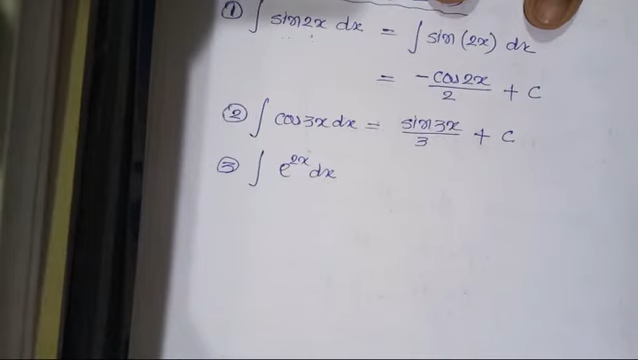 ① ∫ sin2x dx = ∫ sin (2x) dx
= -cos2x/2 + C
② ∫ cos3x dx = sin3x/3 + C
③ ∫ e^2x dx